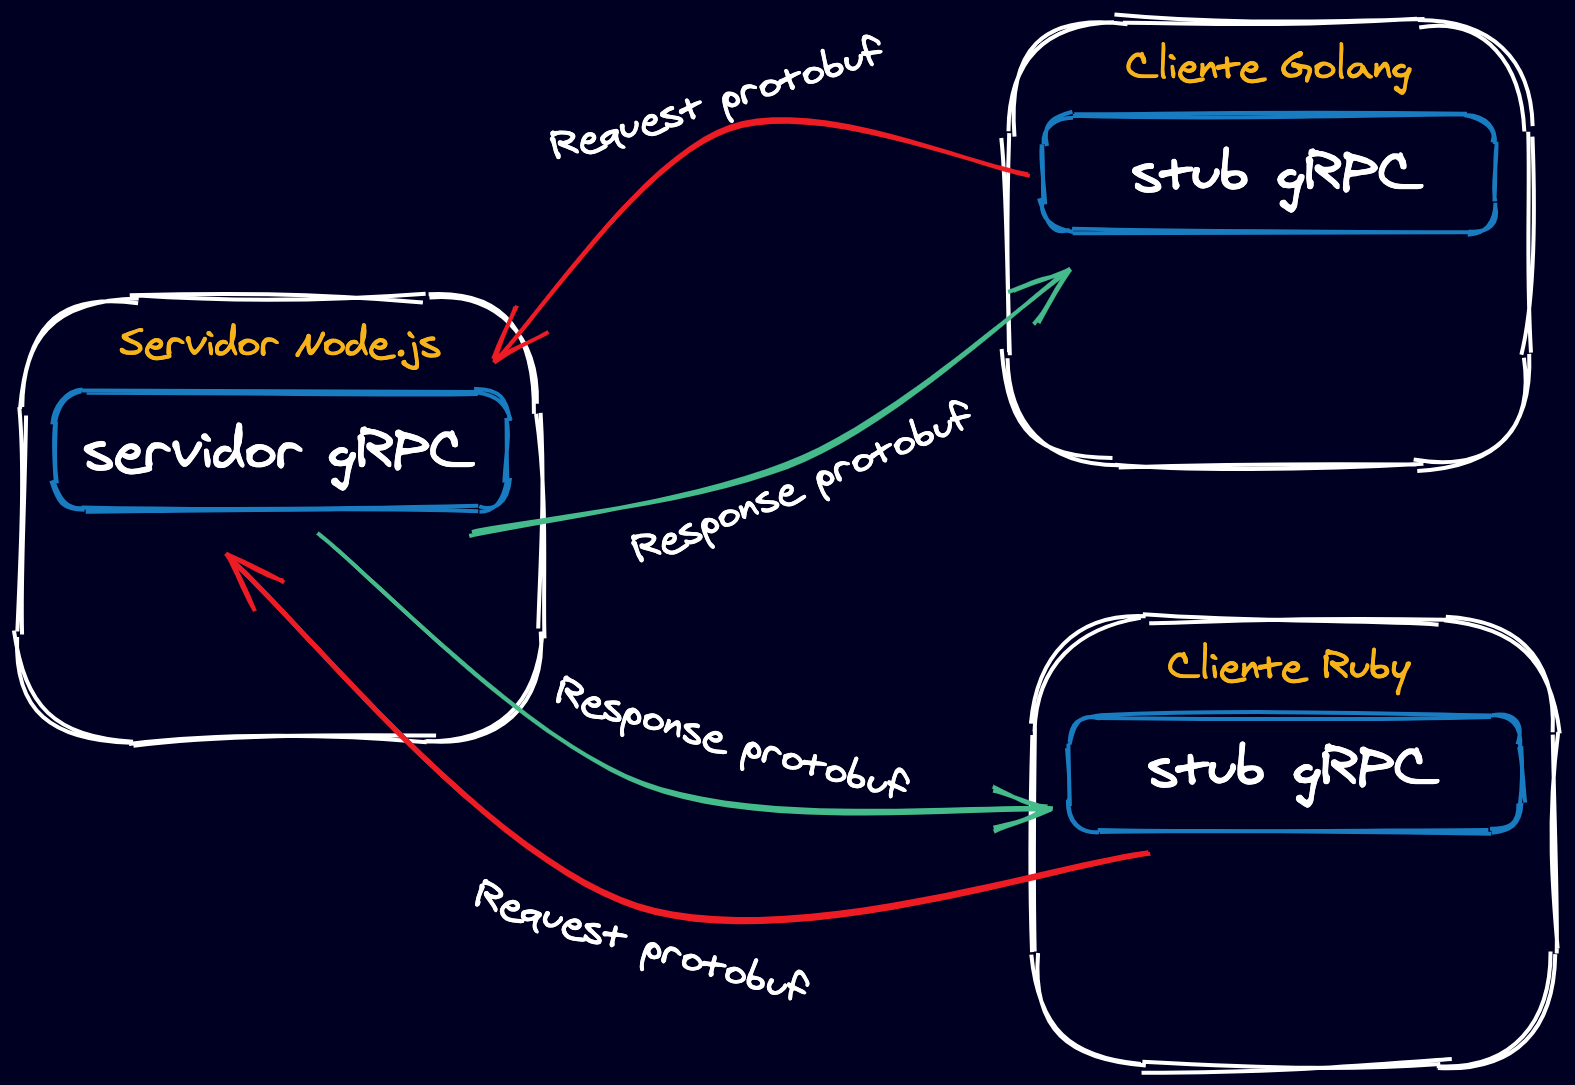 Request protobuf
Cliente Golang
stub gRPC
Servidor Node.js
servidor gRPC
Response protobuf
Response protobuf
Request protobuf
Cliente Ruby
stub gRPC